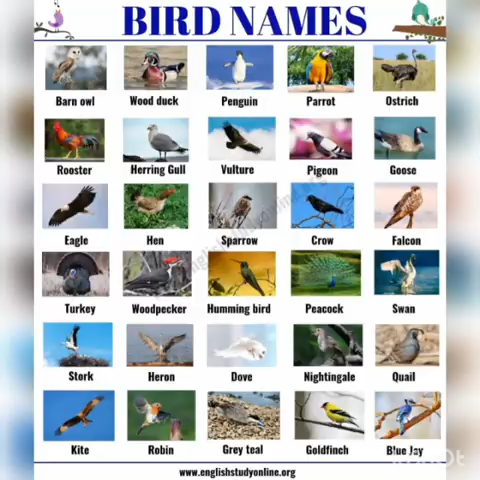 BIRD NAMES
Barn owl Wood duck Penguin Parrot Ostrich
Rooster Herring Gull Vulture Pigeon Goose
Eagle Hen Sparrow Crow Falcon
Turkey Woodpecker Humming bird Peacock Swan
Stork Heron Dove Nightingale Quail
Kite Robin Grey teal Goldfinch Blue Jay
www.englishstudyonline.org